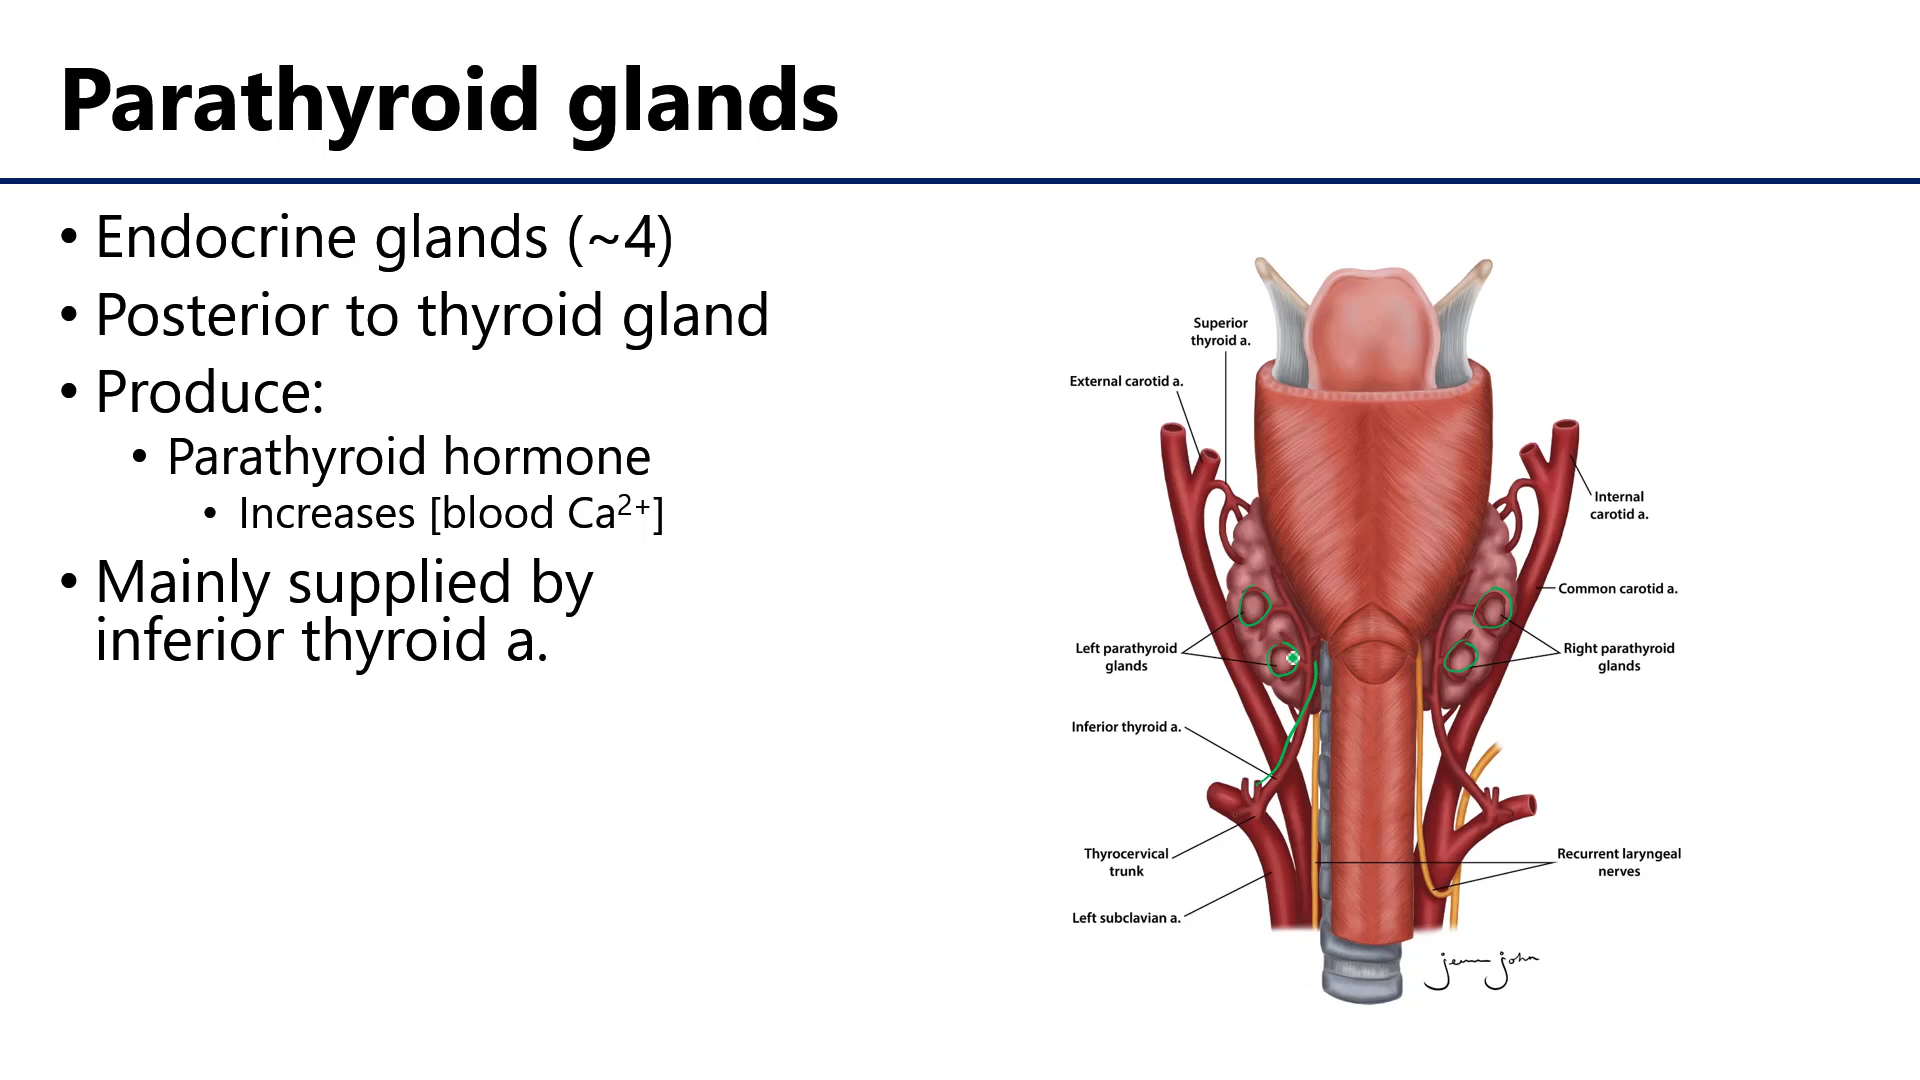 Parathyroid glands
• Endocrine glands (~4)
• Posterior to thyroid gland
• Produce:
• Parathyroid hormone
• Increases [blood Ca²⁺]
• Mainly supplied by
inferior thyroid a.
Superior
thyroid a.
External carotid a.
Internal
carotid a.
Common carotid a.
Left parathyroid
glands
Right parathyroid
glands
Inferior thyroid a.
Thyrocervical
trunk
Recurrent laryngeal
nerves
Left subclavian a.
john